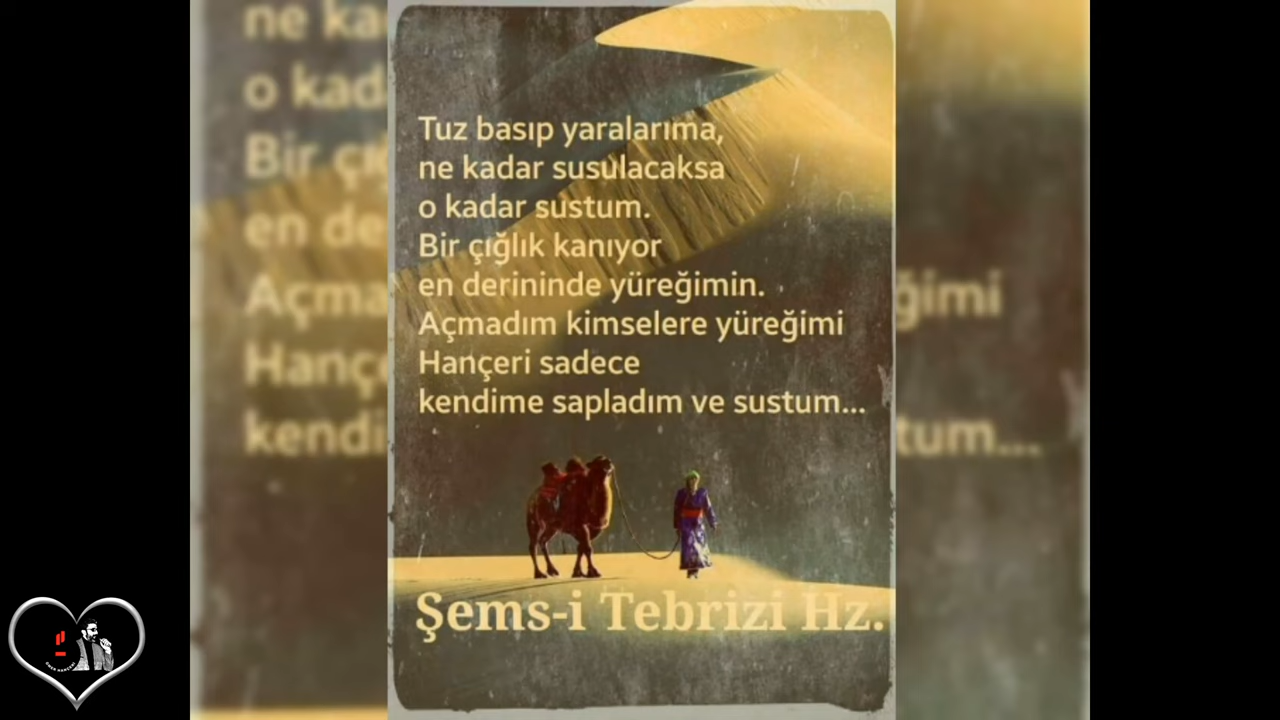 Tuz basıp yaralarıma,
ne kadar susulacaksa
o kadar sustum.
Bir çığlık kanıyor
en derininde yüreğimin.
Açmadım kimselere yüreğimi
Hançeri sadece
kendime sapladım ve sustum...
Şems-i Tebrizi Hz.